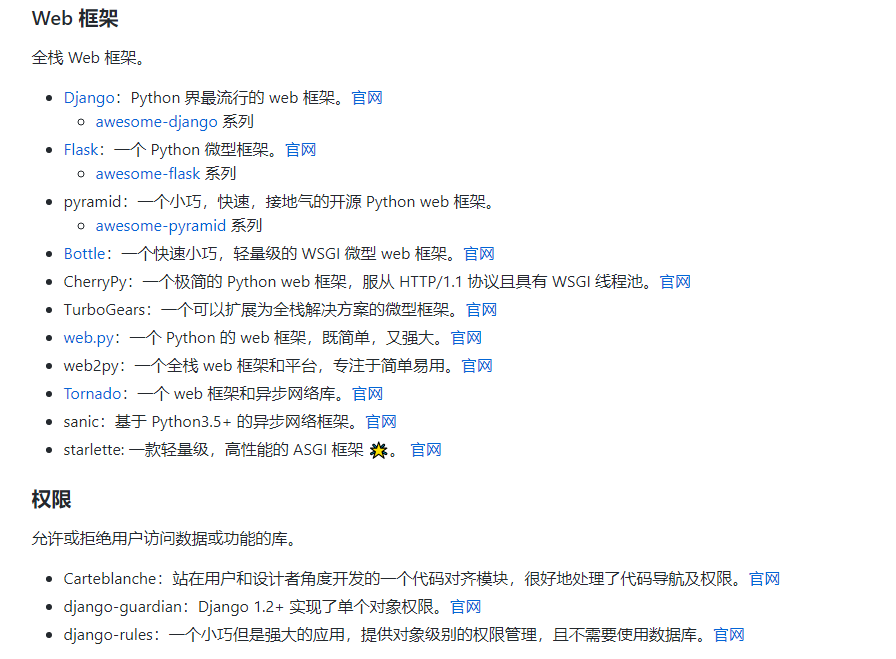 Web 框架
全栈 Web 框架。
Django：Python 界最流行的 web 框架。官网
awesome-django 系列
Flask：一个 Python 微型框架。官网
awesome-flask 系列
pyramid：一个小巧，快速，接地气的开源 Python web 框架。
awesome-pyramid 系列
Bottle：一个快速小巧，轻量级的 WSGI 微型 web 框架。官网
CherryPy：一个极简的 Python web 框架，服从 HTTP/1.1 协议且具有 WSGI 线程池。官网
TurboGears：一个可以扩展为全栈解决方案的微型框架。官网
web.py：一个 Python 的 web 框架，既简单，又强大。官网
web2py：一个全栈 web 框架和平台，专注于简单易用。官网
Tornado：一个 web 框架和异步网络库。官网
sanic：基于 Python3.5+ 的异步网络框架。官网
starlette: 一款轻量级，高性能的 ASGI 框架 🌟。 官网
权限
允许或拒绝用户访问数据或功能的库。
Carteblanche：站在用户和设计者角度开发的一个代码对齐模块，很好地处理了代码导航及权限。官网
django-guardian：Django 1.2+ 实现了单个对象权限。官网
django-rules：一个小巧但是强大的应用，提供对象级别的权限管理，且不需要使用数据库。官网